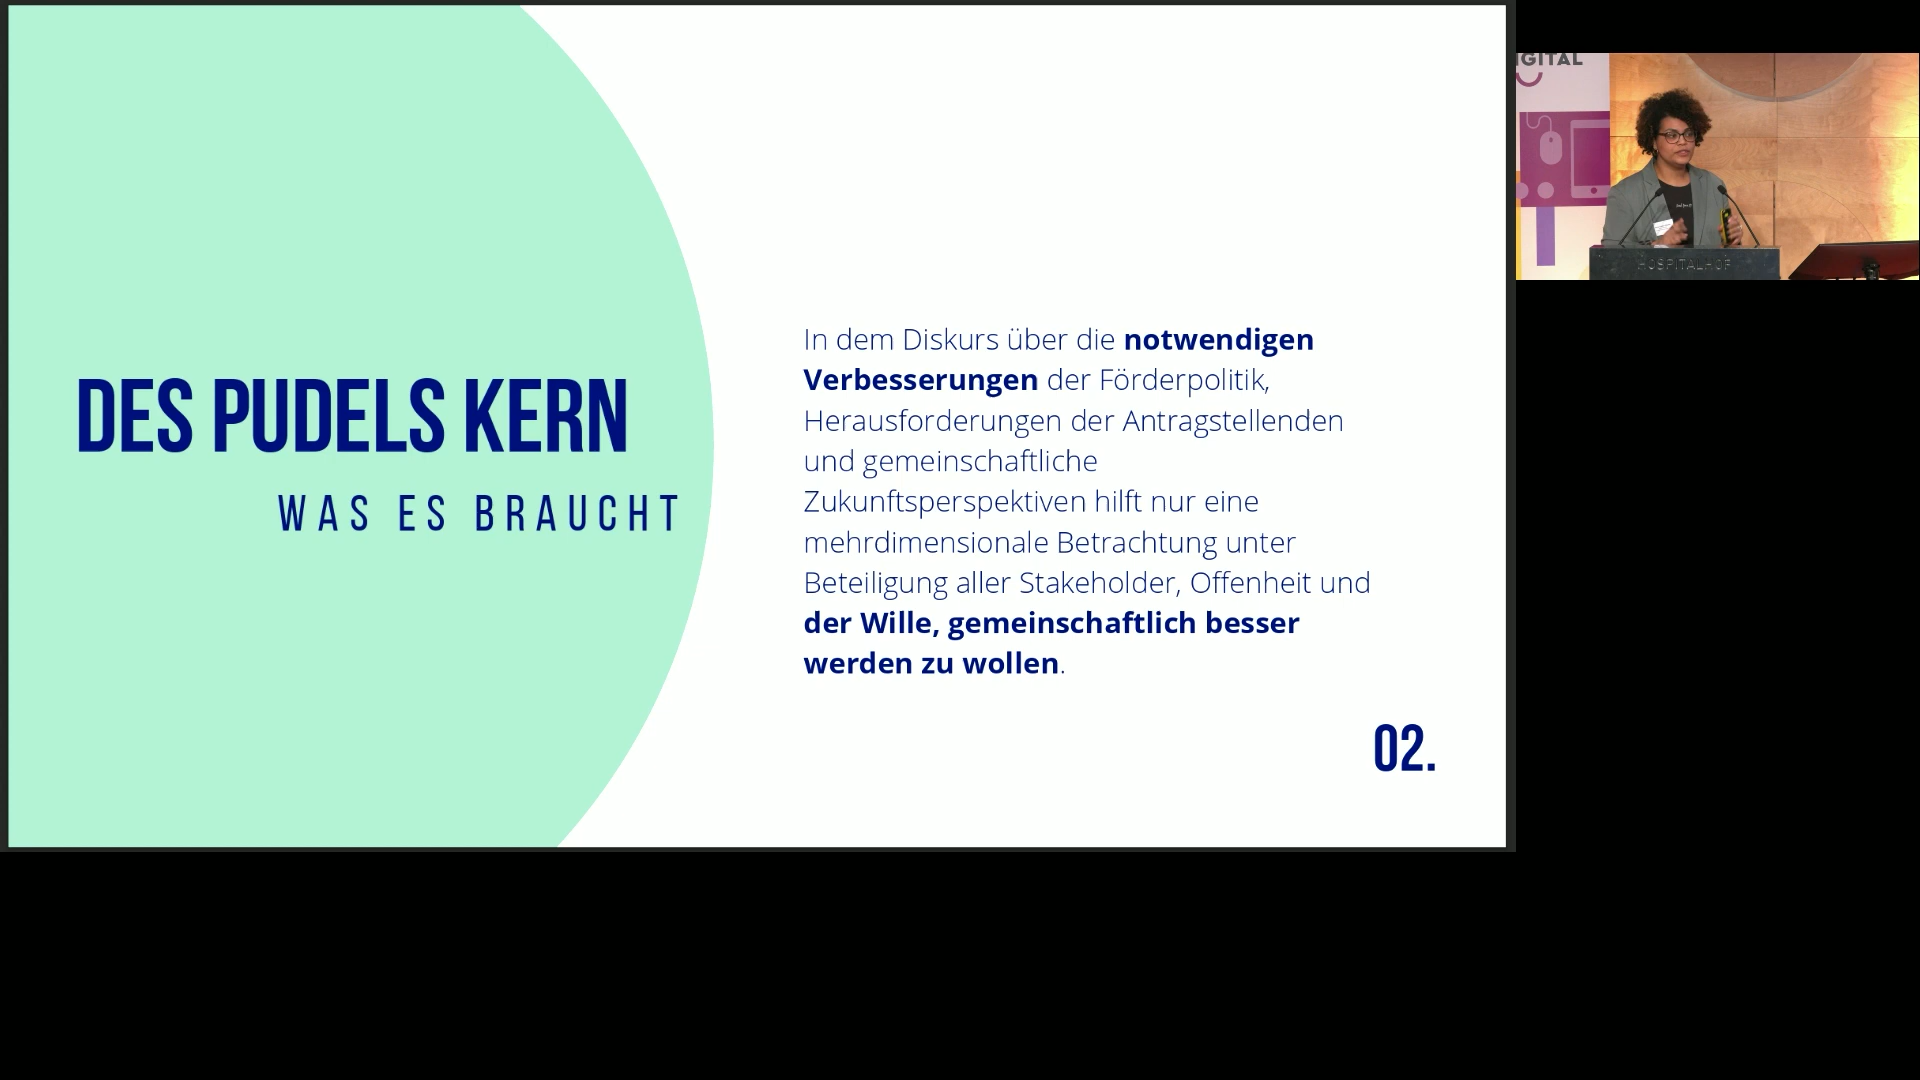 DES PUDELS KERN
WAS ES BRAUCHT
In dem Diskurs über die notwendigen
Verbesserungen der Förderpolitik,
Herausforderungen der Antragstellenden
und gemeinschaftliche
Zukunftsperspektiven hilft nur eine
mehrdimensionale Betrachtung unter
Beteiligung aller Stakeholder, Offenheit und
der Wille, gemeinschaftlich besser
werden zu wollen.
02.
IGITAL
HOSPITALHOF